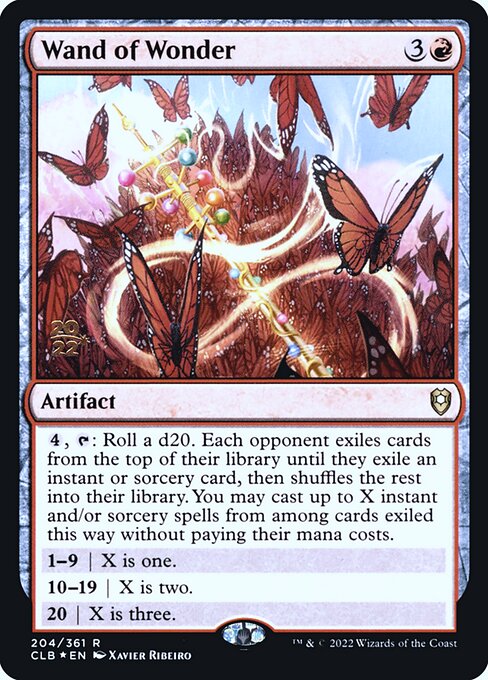 Wand of Wonder 3
20
22
Artifact
4, : Roll a d20. Each opponent exiles cards
from the top of their library until they exile an
instant or sorcery card, then shuffles the rest
into their library. You may cast up to X instant
and/or sorcery spells from among cards exiled
this way without paying their mana costs.
1–9 | X is one.
10–19 | X is two.
20 | X is three.
204/361 R
CLB ★ EN Xavier Ribeiro
™ & © 2022 Wizards of the Coast